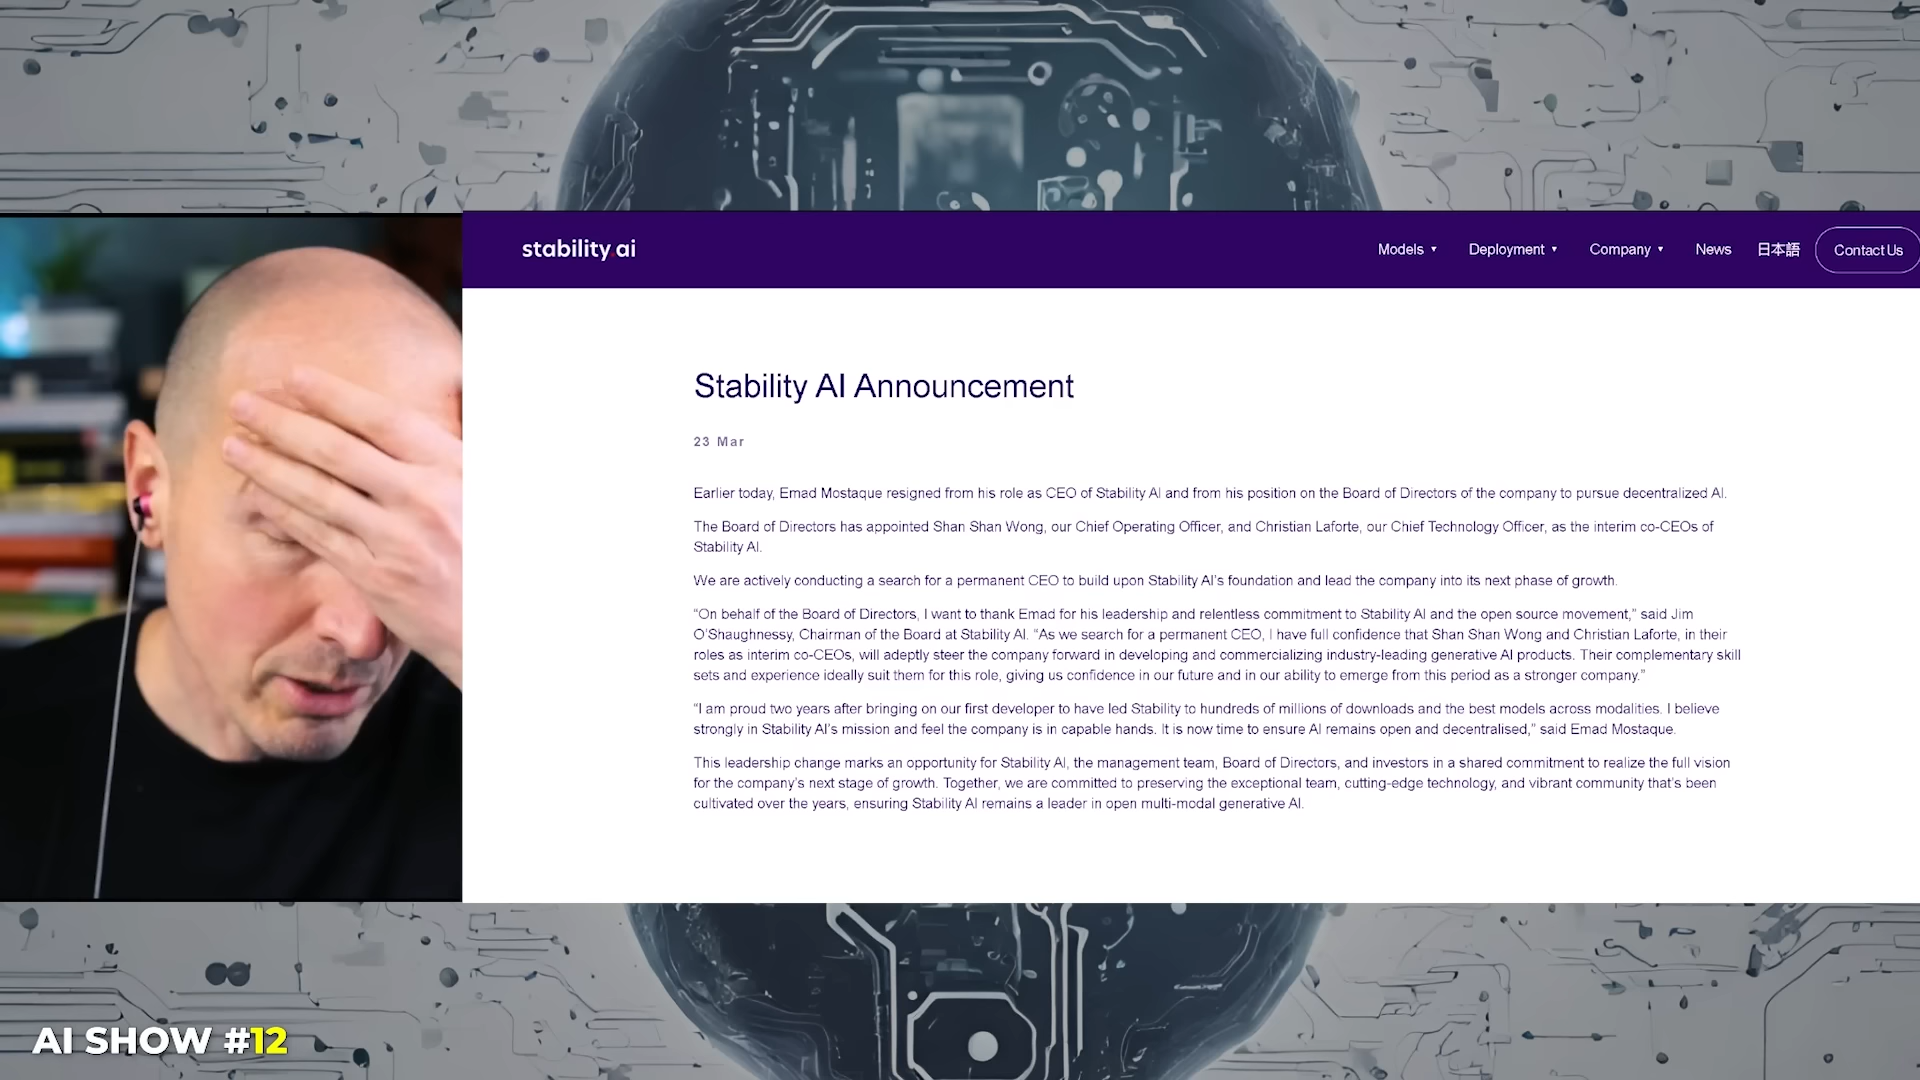 stability.ai
Models
Deployment
Company
News
日本語
Contact Us
Stability AI Announcement
23 Mar
Earlier today, Emad Mostaque resigned from his role as CEO of Stability AI and from his position on the Board of Directors of the company to pursue decentralized AI.
The Board of Directors has appointed Shan Shan Wong, our Chief Operating Officer, and Christian Laforte, our Chief Technology Officer, as the interim co-CEOs of
Stability AI.
We are actively conducting a search for a permanent CEO to build upon Stability AI's foundation and lead the company into its next phase of growth.
“On behalf of the Board of Directors, I want to thank Emad for his leadership and relentless commitment to Stability AI and the open source movement,” said Jim
O'Shaughnessy, Chairman of the Board at Stability AI. “As we search for a permanent CEO, I have full confidence that Shan Shan Wong and Christian Laforte, in their
roles as interim co-CEOs, will adeptly steer the company forward in developing and commercializing industry-leading generative AI products. Their complementary skill
sets and experience ideally suit them for this role, giving us confidence in our future and in our ability to emerge from this period as a stronger company.”
“I am proud two years after bringing on our first developer to have led Stability to hundreds of millions of downloads and the best models across modalities. I believe
strongly in Stability AI's mission and feel the company is in capable hands. It is now time to ensure AI remains open and decentralised,” said Emad Mostaque.
This leadership change marks an opportunity for Stability AI, the management team, Board of Directors, and investors in a shared commitment to realize the full vision
for the company's next stage of growth. Together, we are committed to preserving the exceptional team, cutting-edge technology, and vibrant community that's been
cultivated over the years, ensuring Stability AI remains a leader in open multi-modal generative AI.
AI SHOW #12